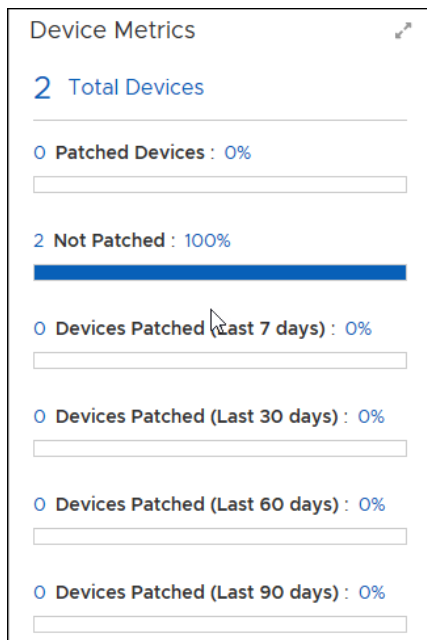 Device Metrics
2 Total Devices
0 Patched Devices : 0%
2 Not Patched : 100%
0 Devices Patched (Last 7 days) : 0%
0 Devices Patched (Last 30 days) : 0%
0 Devices Patched (Last 60 days) : 0%
0 Devices Patched (Last 90 days) : 0%